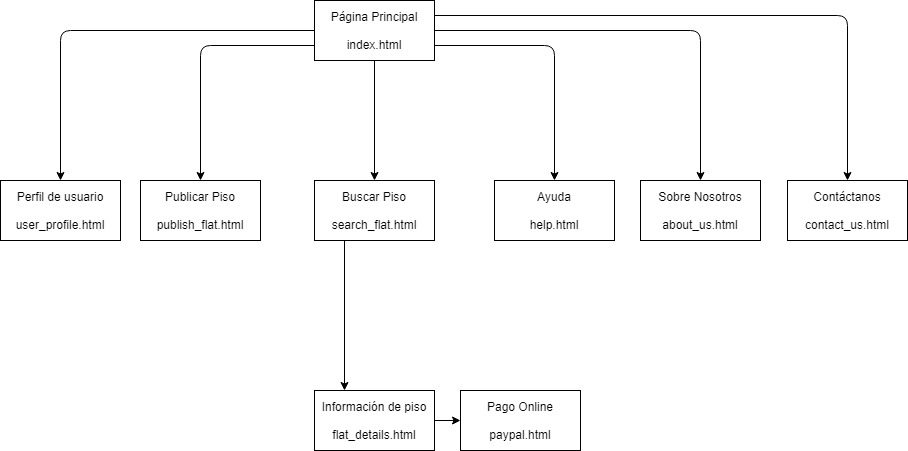 Página Principal
index.html
Perfil de usuario
user_profile.html
Publicar Piso
publish_flat.html
Buscar Piso
search_flat.html
Ayuda
help.html
Sobre Nosotros
about_us.html
Contáctanos
contact_us.html
Información de piso
flat_details.html
Pago Online
paypal.html